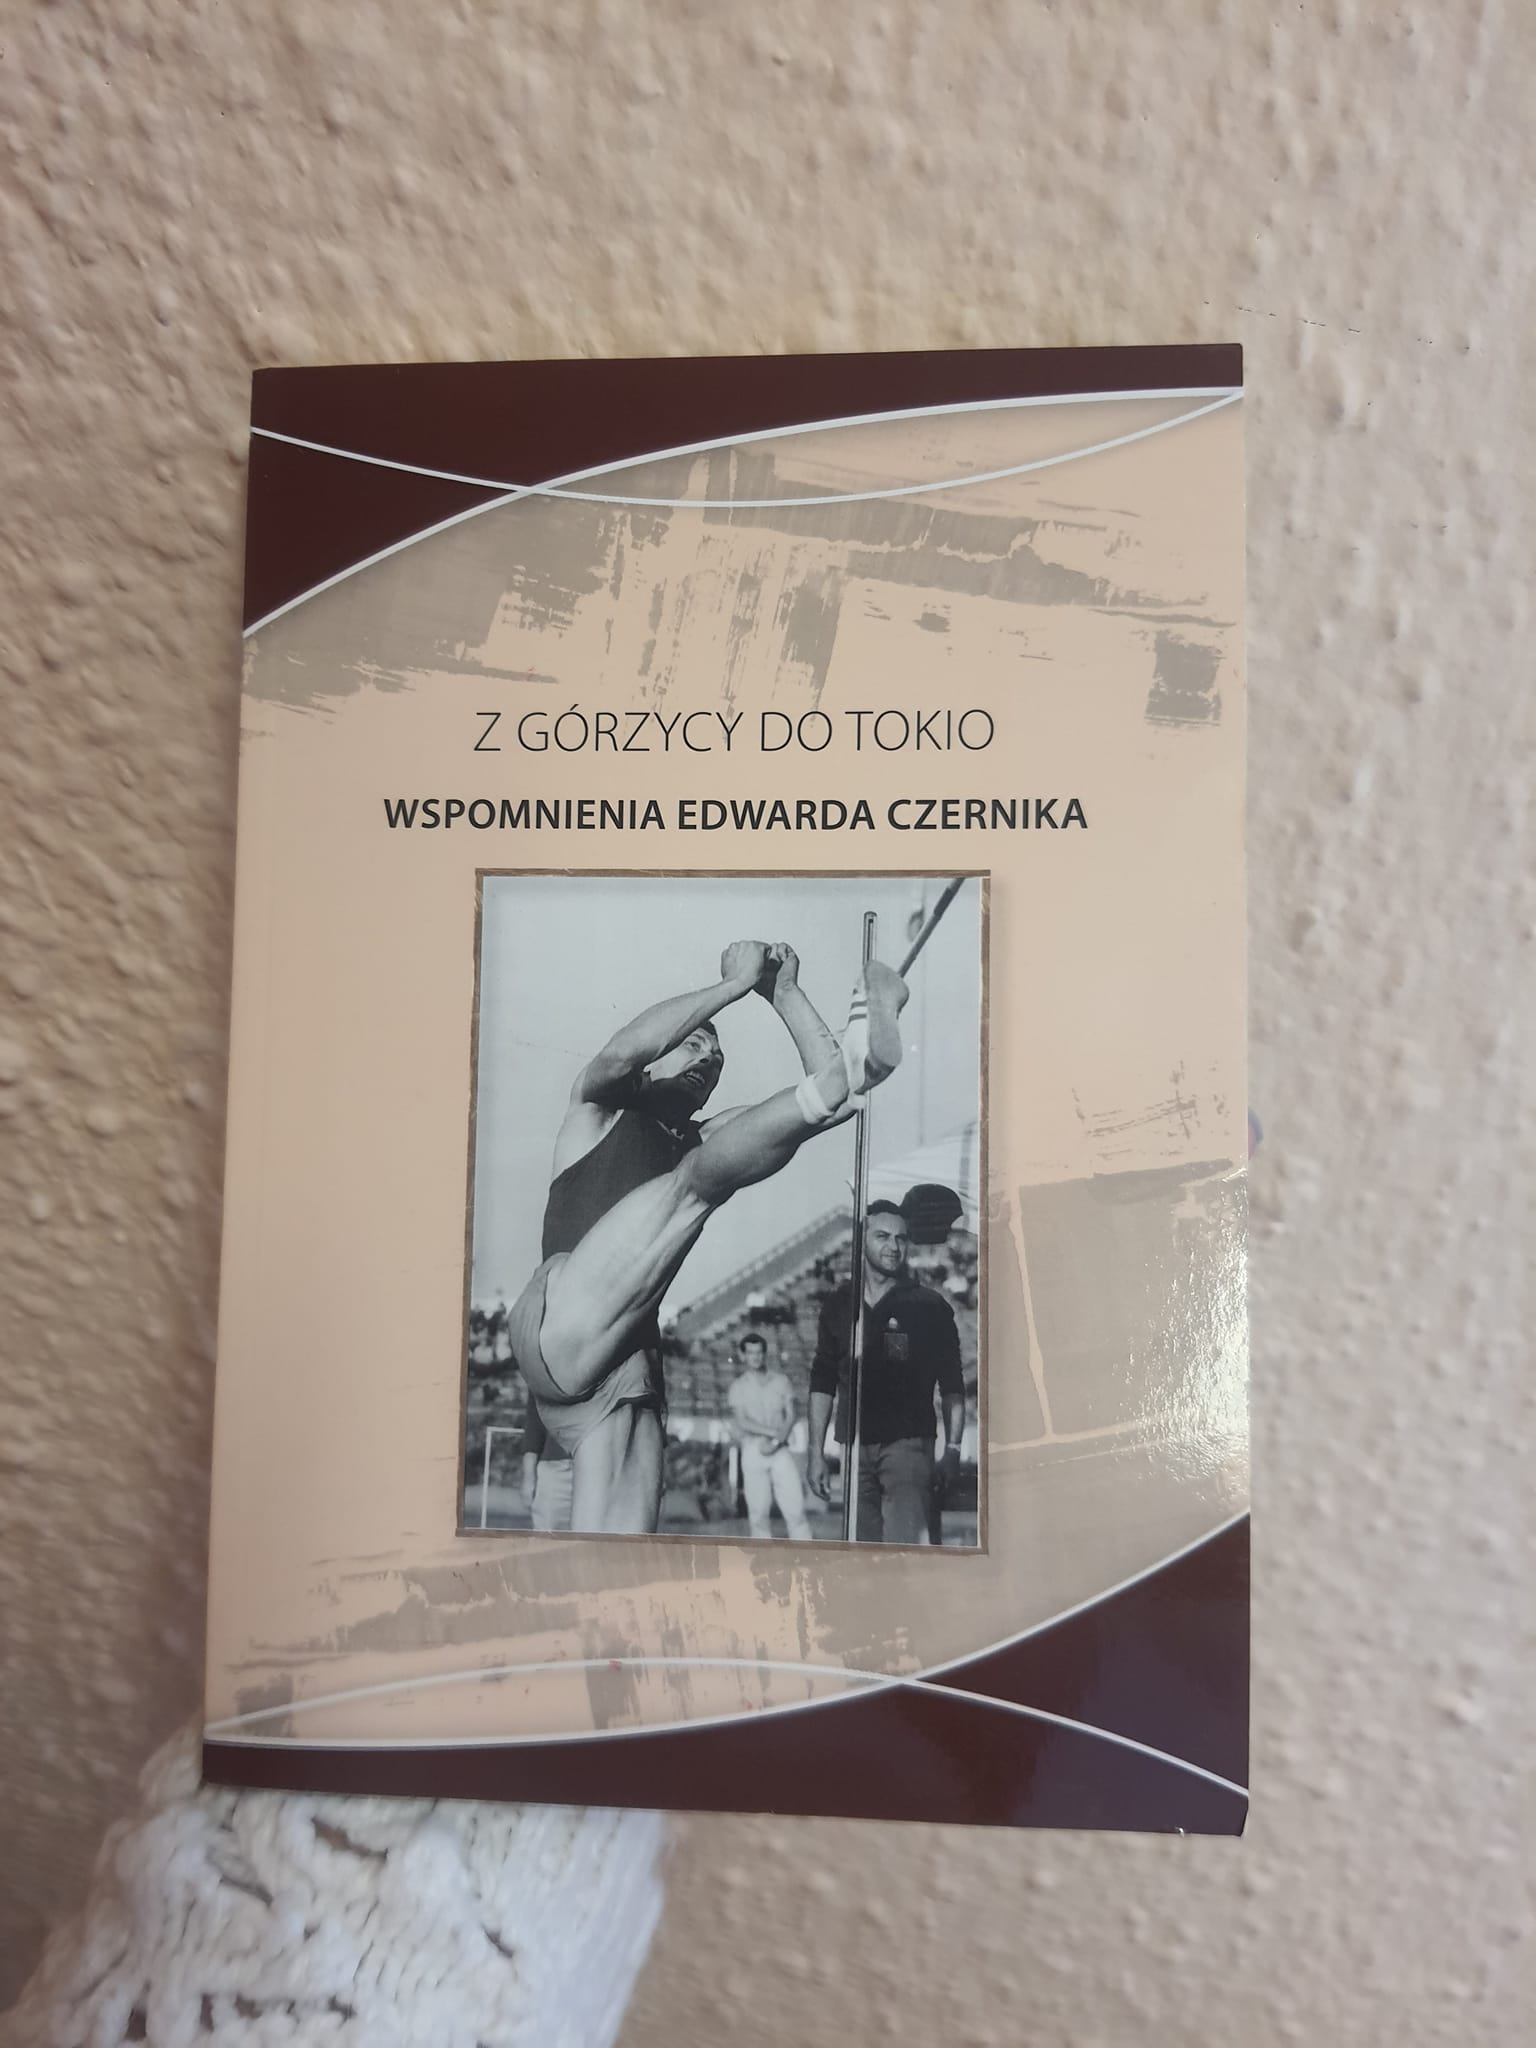 Z GÓRZYCY DO TOKIO
WSPOMNIENIA EDWARDA CZERNIKA